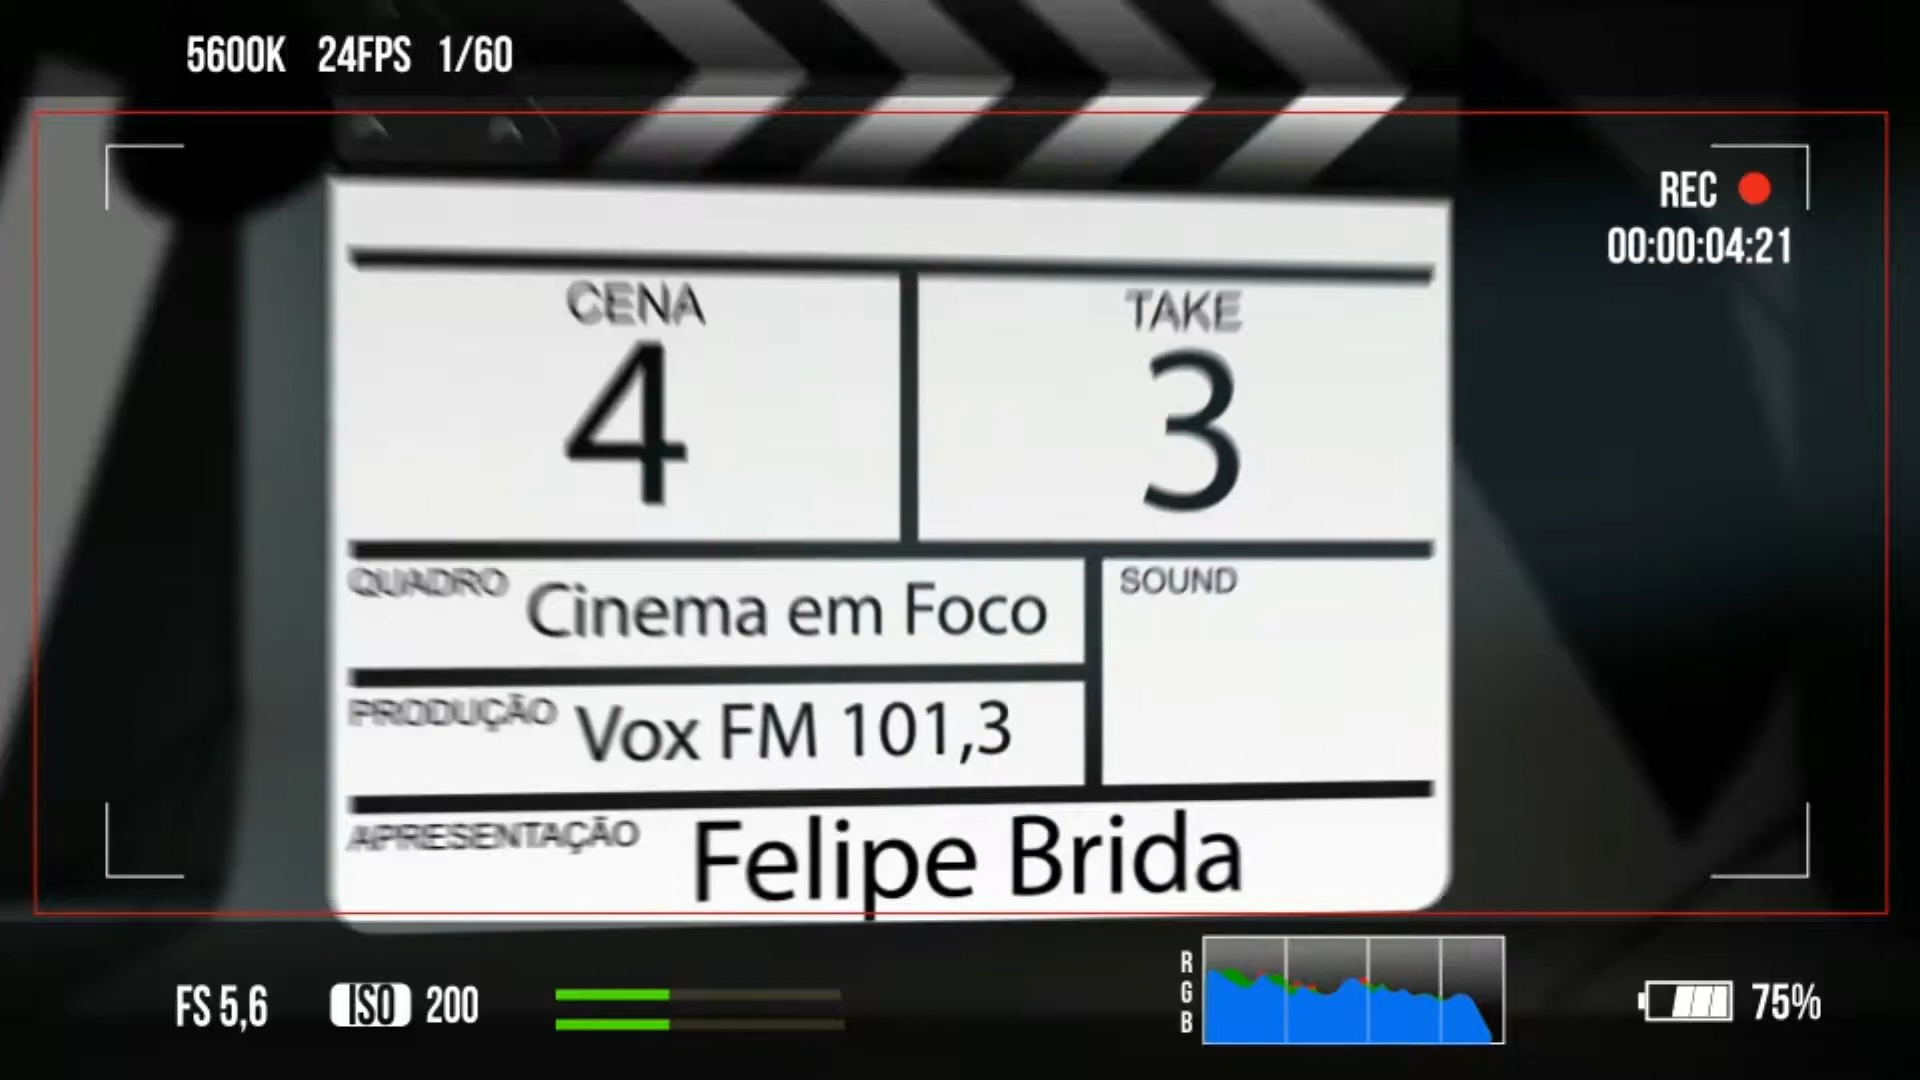 5600K 24FPS 1/60
REC
00:00:04:21
CENA
4
TAKE
3
QUADRO Cinema em Foco
SOUND
PRODUÇÃO Vox FM 101,3
APRESENTAÇÃO Felipe Brida
FS 5,6 ISO 200
R
G
B
75%